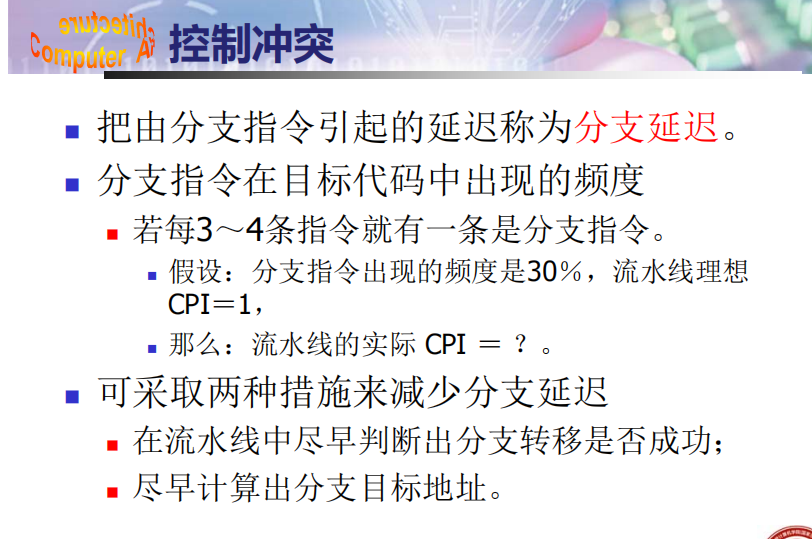 Computer Architecture
控制冲突
把由分支指令引起的延迟称为分支延迟。
分支指令在目标代码中出现的频度
若每3～4条指令就有一条是分支指令。
假设：分支指令出现的频度是30％，流水线理想
CPI＝1，
那么：流水线的实际 CPI ＝ ？。
可采取两种措施来减少分支延迟
在流水线中尽早判断出分支转移是否成功；
尽早计算出分支目标地址。